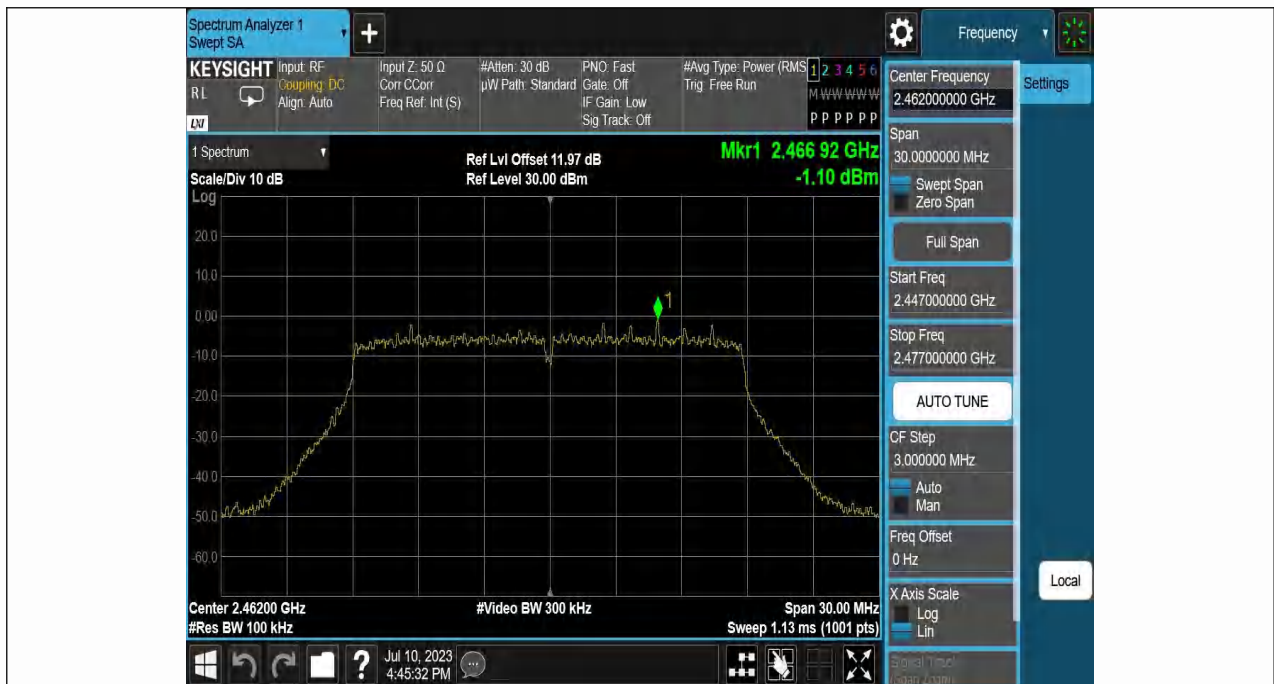 Spectrum Analyzer 1
Swept SA
+
Frequency
KEYSIGHT
RL
LXI
Input: RF
Coupling: DC
Align: Auto
Input Z: 50 Ω
Corr CCorr
Freq Ref: Int (S)
#Atten: 30 dB
µW Path: Standard
PNO: Fast
Gate: Off
IF Gain: Low
Sig Track: Off
#Avg Type: Power (RMS
Trig: Free Run
1 2 3 4 5 6
M W W W W W
P P P P P P
1 Spectrum
Scale/Div 10 dB
Log
Ref Lvl Offset 11.97 dB
Ref Level 30.00 dBm
Mkr1 2.466 92 GHz
-1.10 dBm
20.0
10.0
0.00
-10.0
-20.0
-30.0
-40.0
-50.0
-60.0
1
Center 2.46200 GHz
#Video BW 300 kHz
Span 30.00 MHz
#Res BW 100 kHz
Sweep 1.13 ms (1001 pts)
Center Frequency
2.462000000 GHz
Span
30.0000000 MHz
Swept Span
Zero Span
Full Span
Start Freq
2.447000000 GHz
Stop Freq
2.477000000 GHz
AUTO TUNE
CF Step
3.000000 MHz
Auto
Man
Freq Offset
0 Hz
X Axis Scale
Log
Lin
Signal Track
(Span Zoom)
Settings
Local
?
Jul 10, 2023
4:45:32 PM